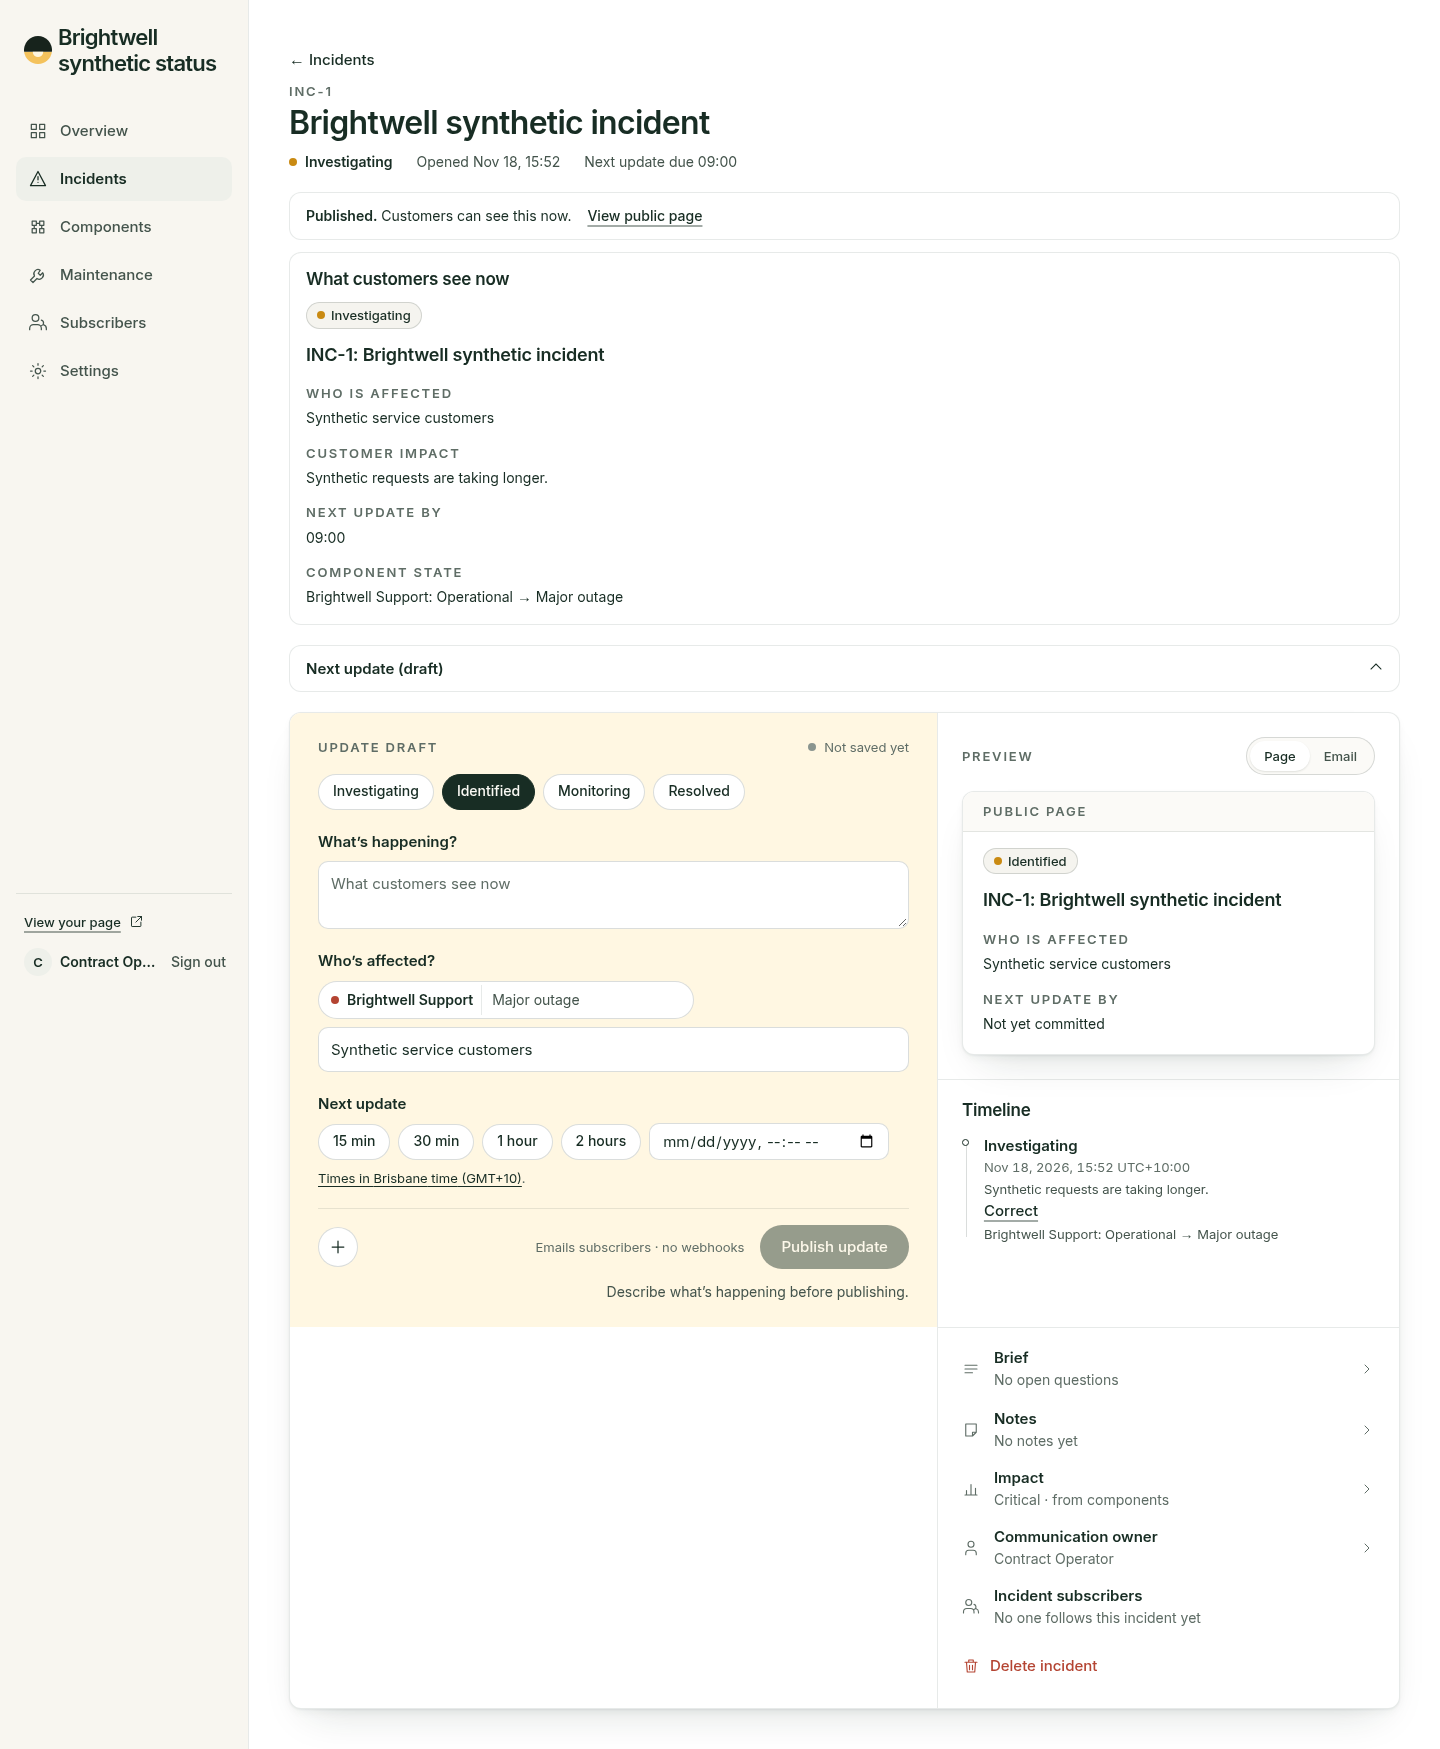 Brightwell
synthetic status
Overview
Incidents
Components
Maintenance
Subscribers
Settings
View your page
C Contract Op... Sign out
← Incidents
INC-1
Brightwell synthetic incident
Investigating Opened Nov 18, 15:52 Next update due 09:00
Published. Customers can see this now. View public page
What customers see now
Investigating
INC-1: Brightwell synthetic incident
WHO IS AFFECTED
Synthetic service customers
CUSTOMER IMPACT
Synthetic requests are taking longer.
NEXT UPDATE BY
09:00
COMPONENT STATE
Brightwell Support: Operational → Major outage
Next update (draft)
UPDATE DRAFT Not saved yet
Investigating Identified Monitoring Resolved
What’s happening?
What customers see now
Who’s affected?
Brightwell Support Major outage
Synthetic service customers
Next update
15 min 30 min 1 hour 2 hours mm/dd/yyyy, --:-- --
Times in Brisbane time (GMT+10).
Emails subscribers · no webhooks Publish update
Describe what’s happening before publishing.
PREVIEW Page Email
PUBLIC PAGE
Identified
INC-1: Brightwell synthetic incident
WHO IS AFFECTED
Synthetic service customers
NEXT UPDATE BY
Not yet committed
Timeline
Investigating
Nov 18, 2026, 15:52 UTC+10:00
Synthetic requests are taking longer.
Correct
Brightwell Support: Operational → Major outage
Brief
No open questions
Notes
No notes yet
Impact
Critical · from components
Communication owner
Contract Operator
Incident subscribers
No one follows this incident yet
Delete incident